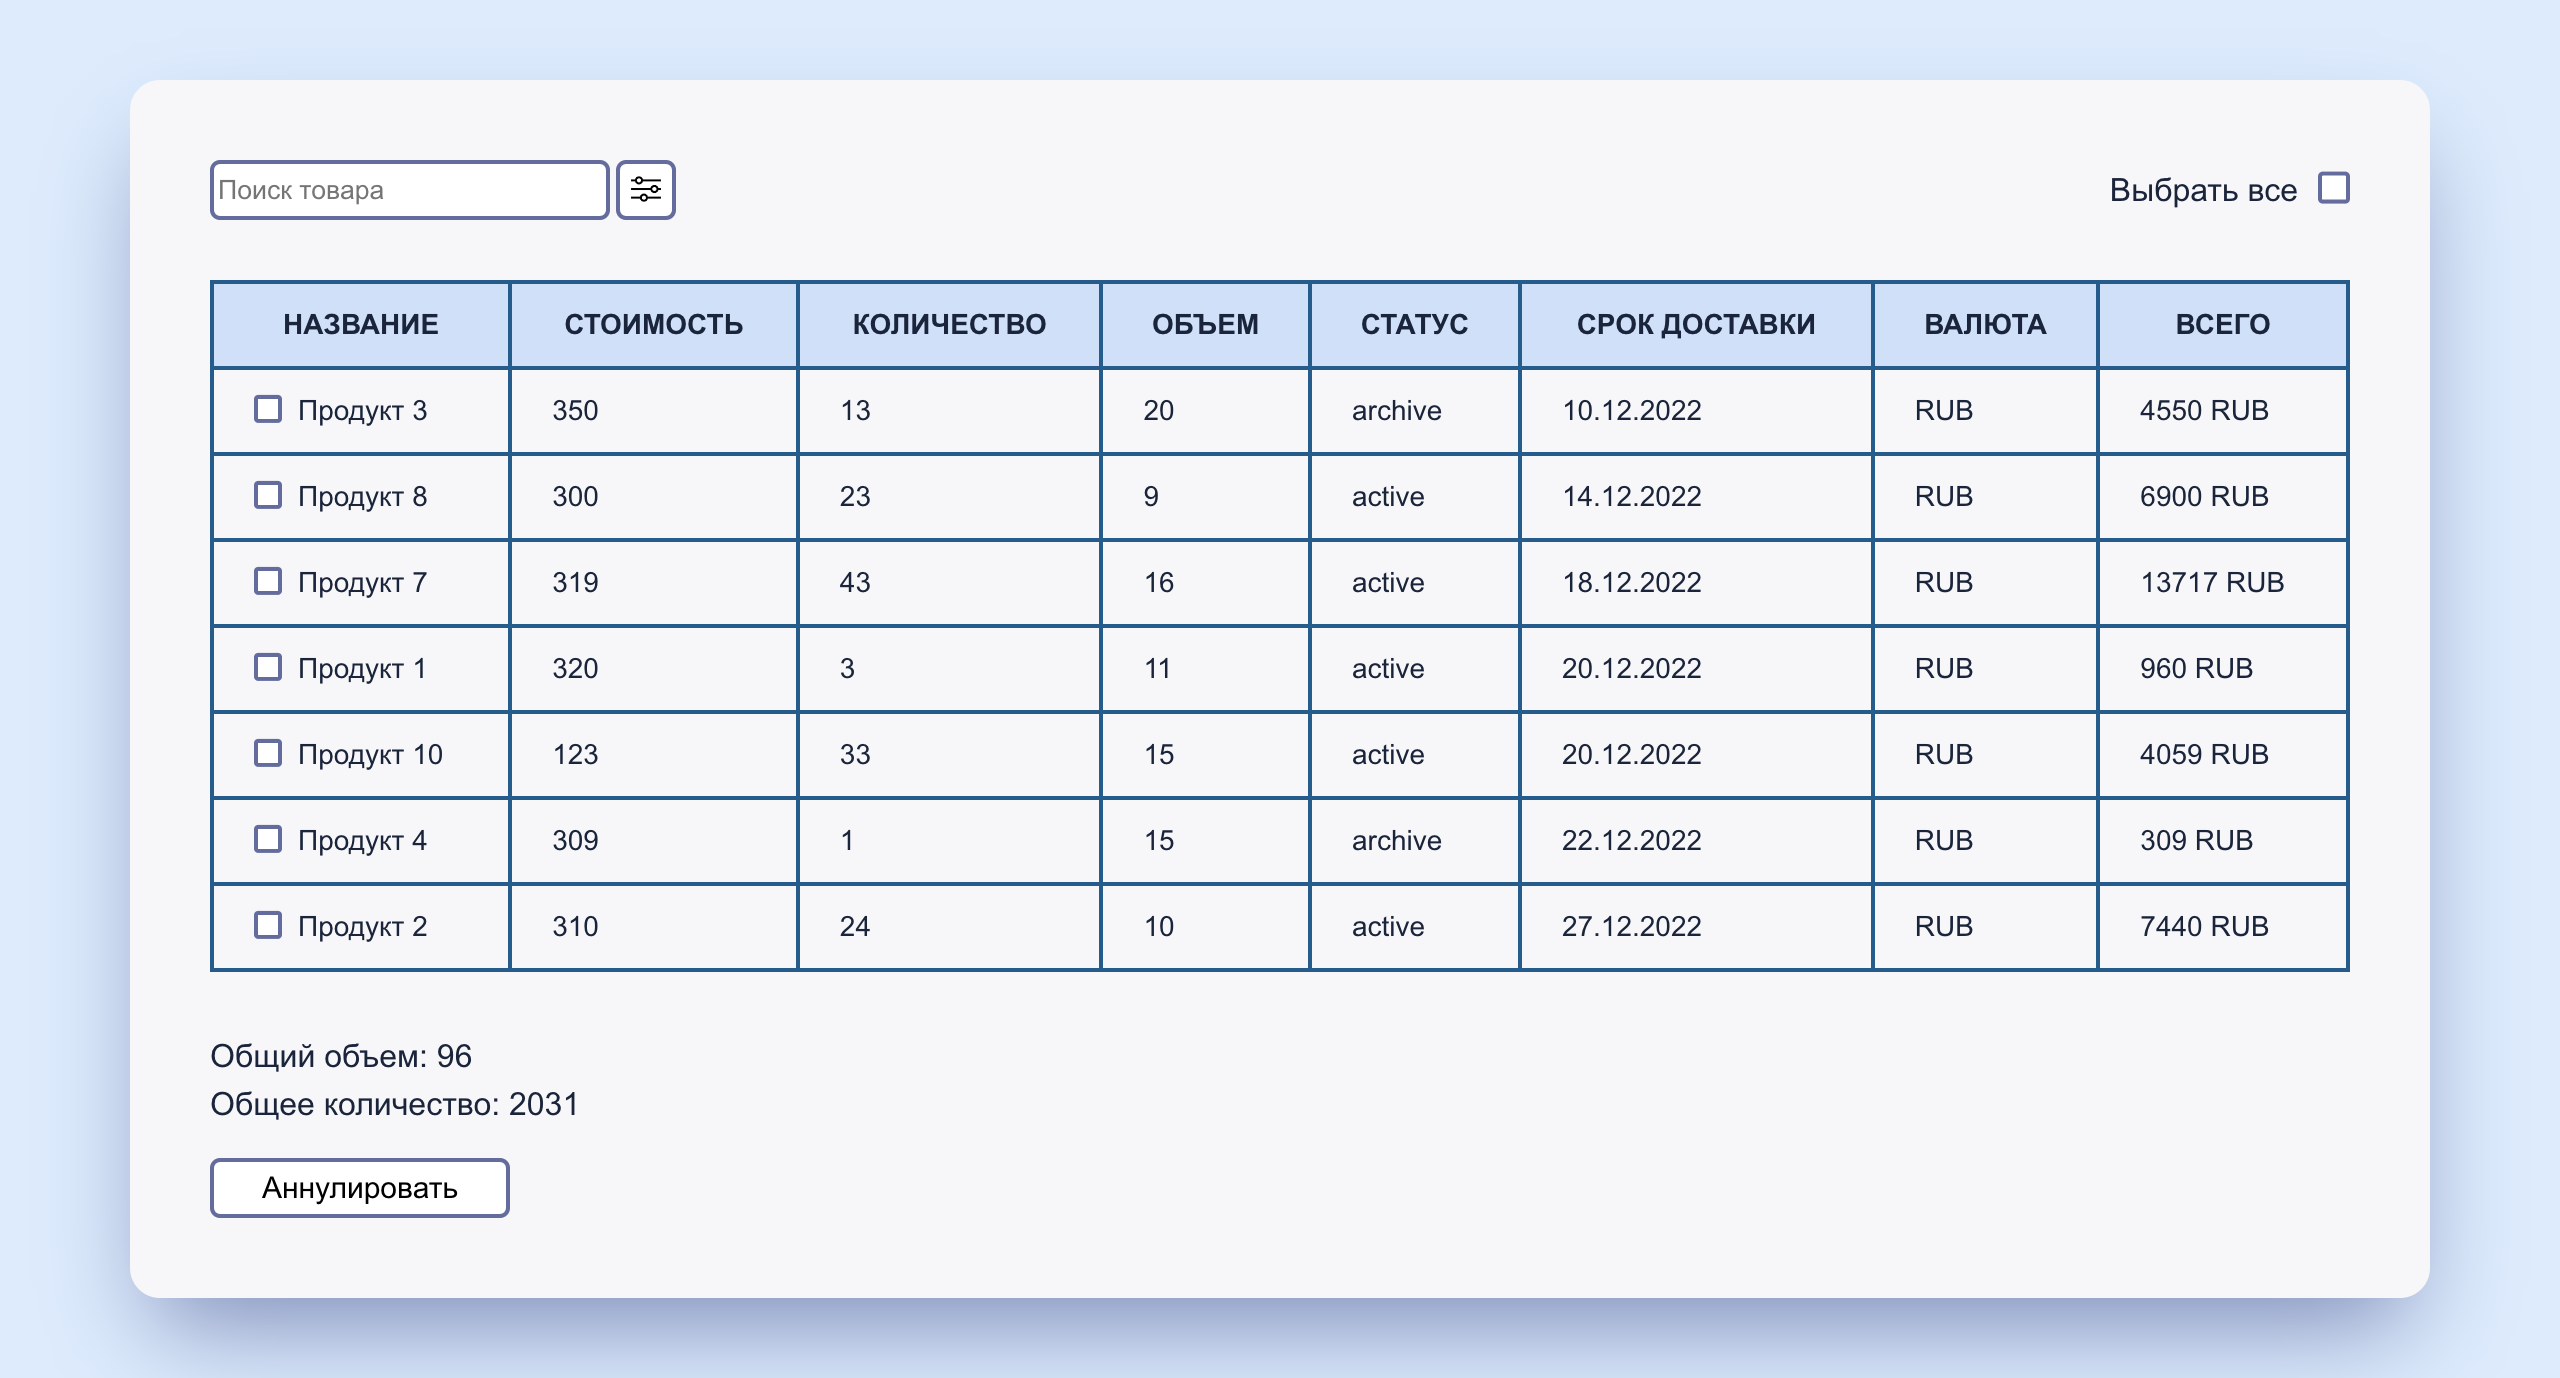 Поиск товара
Выбрать все
НАЗВАНИЕ СТОИМОСТЬ КОЛИЧЕСТВО ОБЪЕМ СТАТУС СРОК ДОСТАВКИ ВАЛЮТА ВСЕГО
Продукт 3 350 13 20 archive 10.12.2022 RUB 4550 RUB
Продукт 8 300 23 9 active 14.12.2022 RUB 6900 RUB
Продукт 7 319 43 16 active 18.12.2022 RUB 13717 RUB
Продукт 1 320 3 11 active 20.12.2022 RUB 960 RUB
Продукт 10 123 33 15 active 20.12.2022 RUB 4059 RUB
Продукт 4 309 1 15 archive 22.12.2022 RUB 309 RUB
Продукт 2 310 24 10 active 27.12.2022 RUB 7440 RUB
Общий объем: 96
Общее количество: 2031
Аннулировать